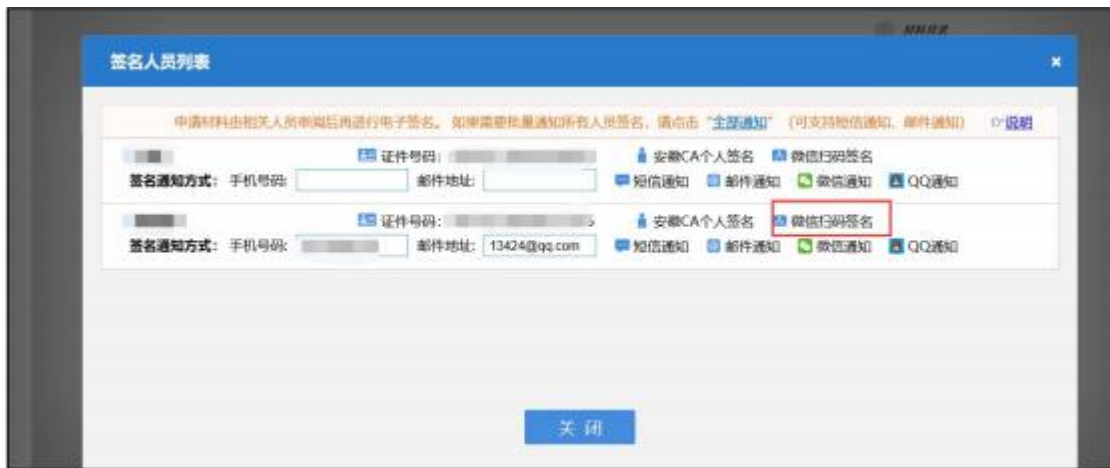 签名人员列表 ×
申请材料由相关人员审阅后再进行电子签名。 如果需要批量通知所有人员签名，请点击 "全部通知" （可支持短信通知、邮件通知） 说明
证件号码: 安徽CA个人签名 微信扫码签名
签名通知方式: 手机号码: 邮件地址: 短信通知 邮件通知 微信通知 QQ通知
证件号码: 安徽CA个人签名 微信扫码签名
签名通知方式: 手机号码: 邮件地址: 13424@qq.com 短信通知 邮件通知 微信通知 QQ通知
关 闭